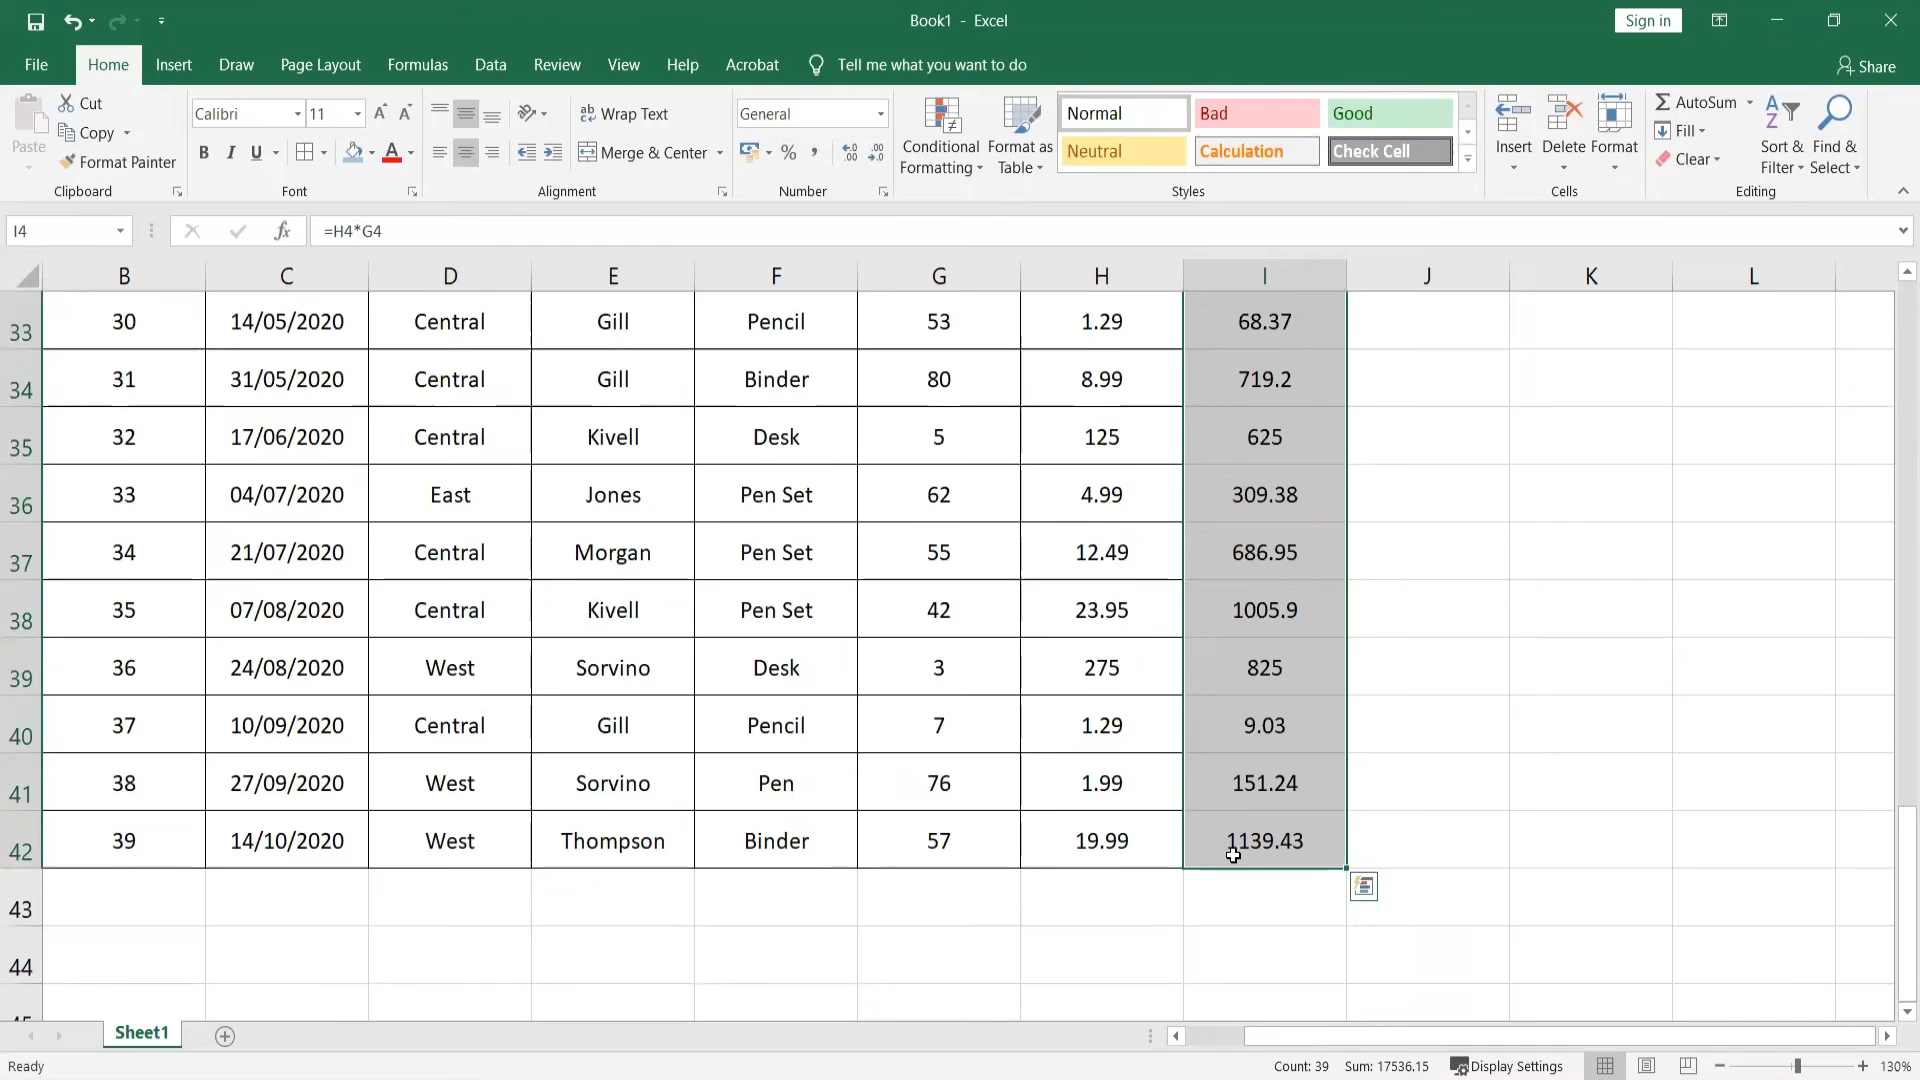 Book1 - Excel
Sign in
File Home Insert Draw Page Layout Formulas Data Review View Help Acrobat Tell me what you want to do Share
Paste
Cut
Copy
Format Painter
Clipboard
Calibri 11
B I U A
Font
Wrap Text
Merge & Center
Alignment
General
%
Number
Conditional Formatting
Format as Table
Normal Bad Good
Neutral Calculation Check Cell
Styles
Insert Delete Format
Cells
AutoSum
Fill
Clear
Sort & Filter
Find & Select
Editing
I4 fx =H4*G4
B C D E F G H I J K L
33 30 14/05/2020 Central Gill Pencil 53 1.29 68.37
34 31 31/05/2020 Central Gill Binder 80 8.99 719.2
35 32 17/06/2020 Central Kivell Desk 5 125 625
36 33 04/07/2020 East Jones Pen Set 62 4.99 309.38
37 34 21/07/2020 Central Morgan Pen Set 55 12.49 686.95
38 35 07/08/2020 Central Kivell Pen Set 42 23.95 1005.9
39 36 24/08/2020 West Sorvino Desk 3 275 825
40 37 10/09/2020 Central Gill Pencil 7 1.29 9.03
41 38 27/09/2020 West Sorvino Pen 76 1.99 151.24
42 39 14/10/2020 West Thompson Binder 57 19.99 1139.43
43
44
Sheet1
Ready Count: 39 Sum: 17536.15 Display Settings 130%